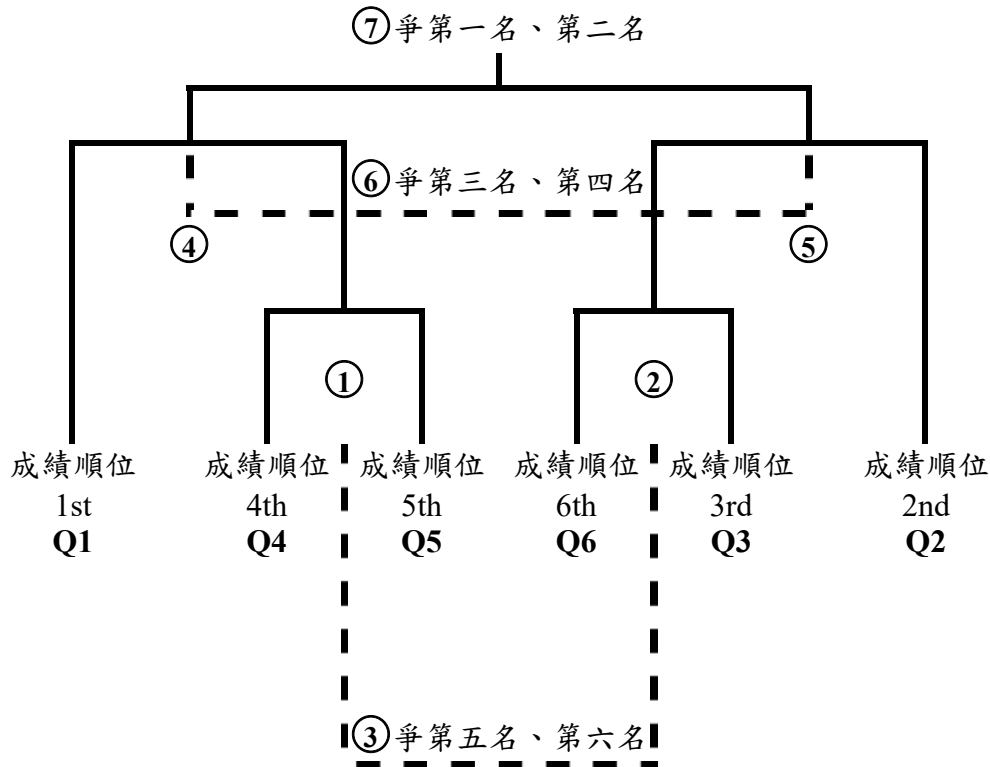 ⑦爭第一名、第二名
⑥爭第三名、第四名
④ ⑤
① ②
成績順位 成績順位 成績順位 成績順位 成績順位 成績順位
1st 4th 5th 6th 3rd 2nd
Q1 Q4 Q5 Q6 Q3 Q2
③爭第五名、第六名